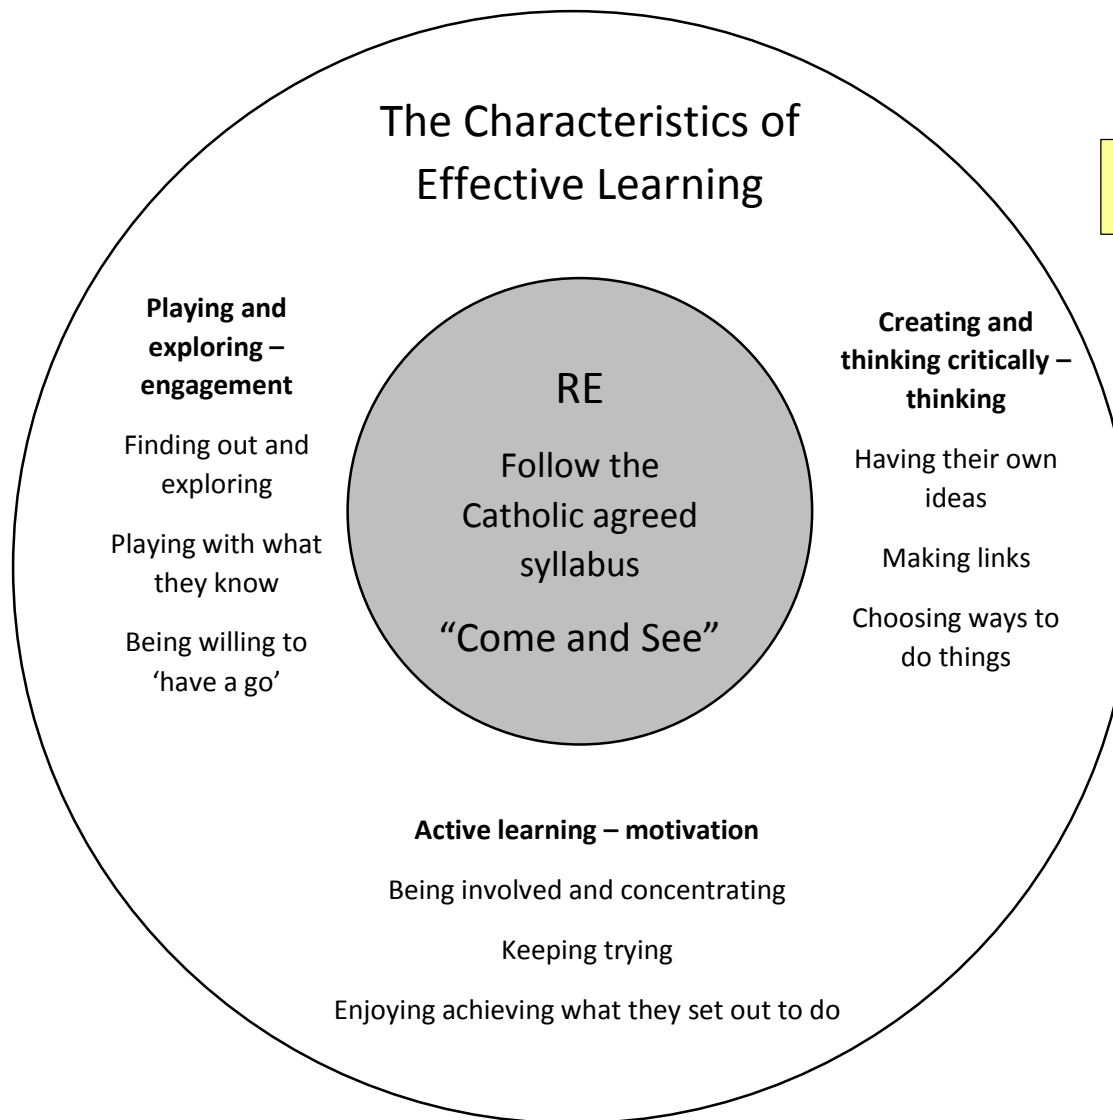 The Characteristics of
Effective Learning
Playing and
exploring –
engagement
Finding out and
exploring
Playing with what
they know
Being willing to
‘have a go’
RE
Follow the
Catholic agreed
syllabus
“Come and See”
Creating and
thinking critically –
thinking
Having their own
ideas
Making links
Choosing ways to
do things
Active learning – motivation
Being involved and concentrating
Keeping trying
Enjoying achieving what they set out to do